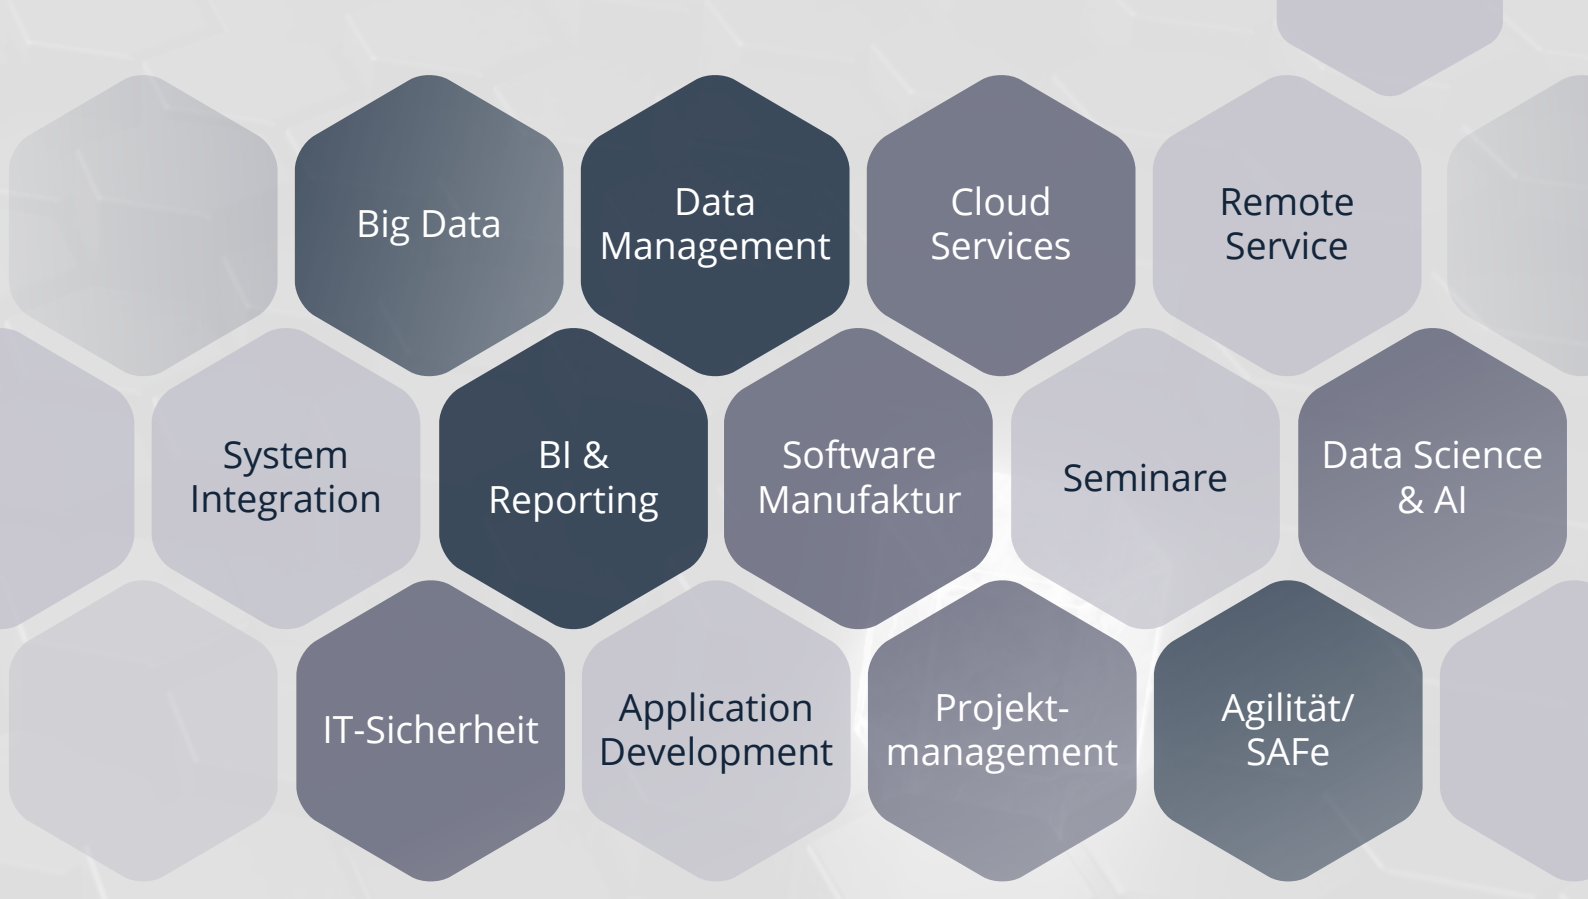 Big Data
Data
Management
Cloud
Services
Remote
Service
System
Integration
BI &
Reporting
Software
Manufaktur
Seminare
Data Science
& AI
IT-Sicherheit
Application
Development
Projekt-
management
Agilität/
SAFe